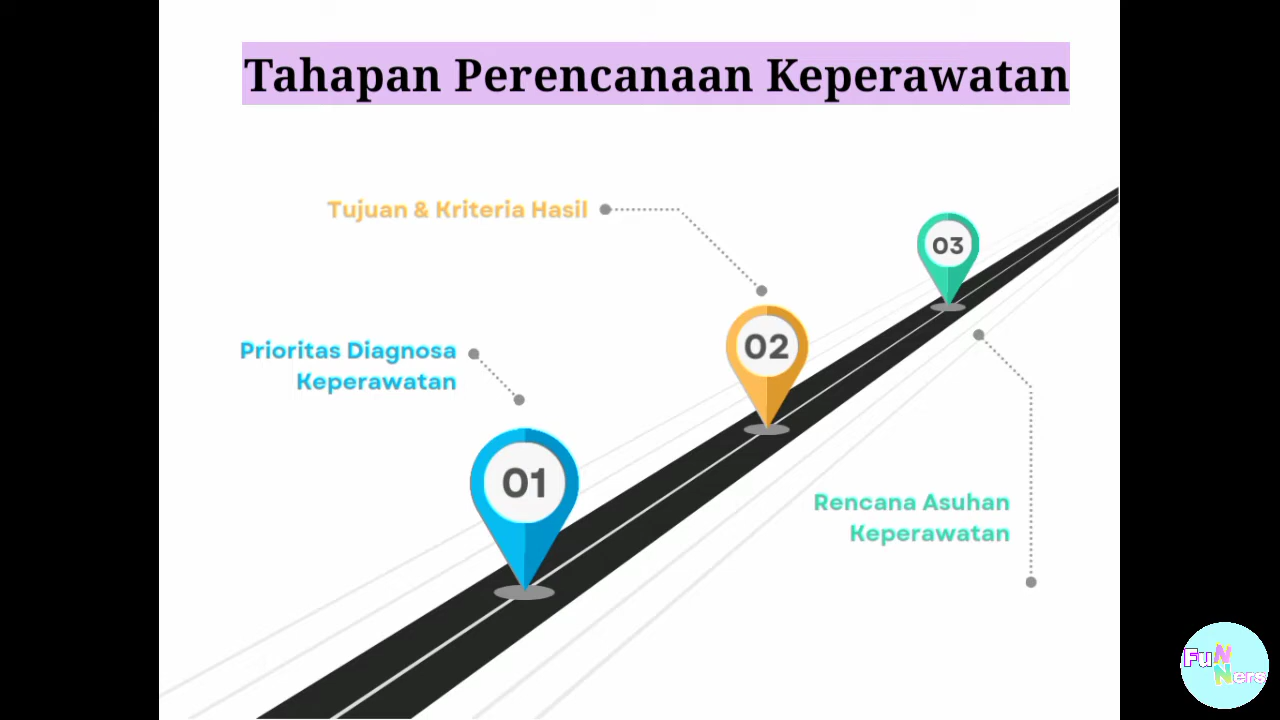 Tahapan Perencanaan Keperawatan
Tujuan & Kriteria Hasil
03
02
Prioritas Diagnosa
Keperawatan
01
Rencana Asuhan
Keperawatan
FuN
Ners